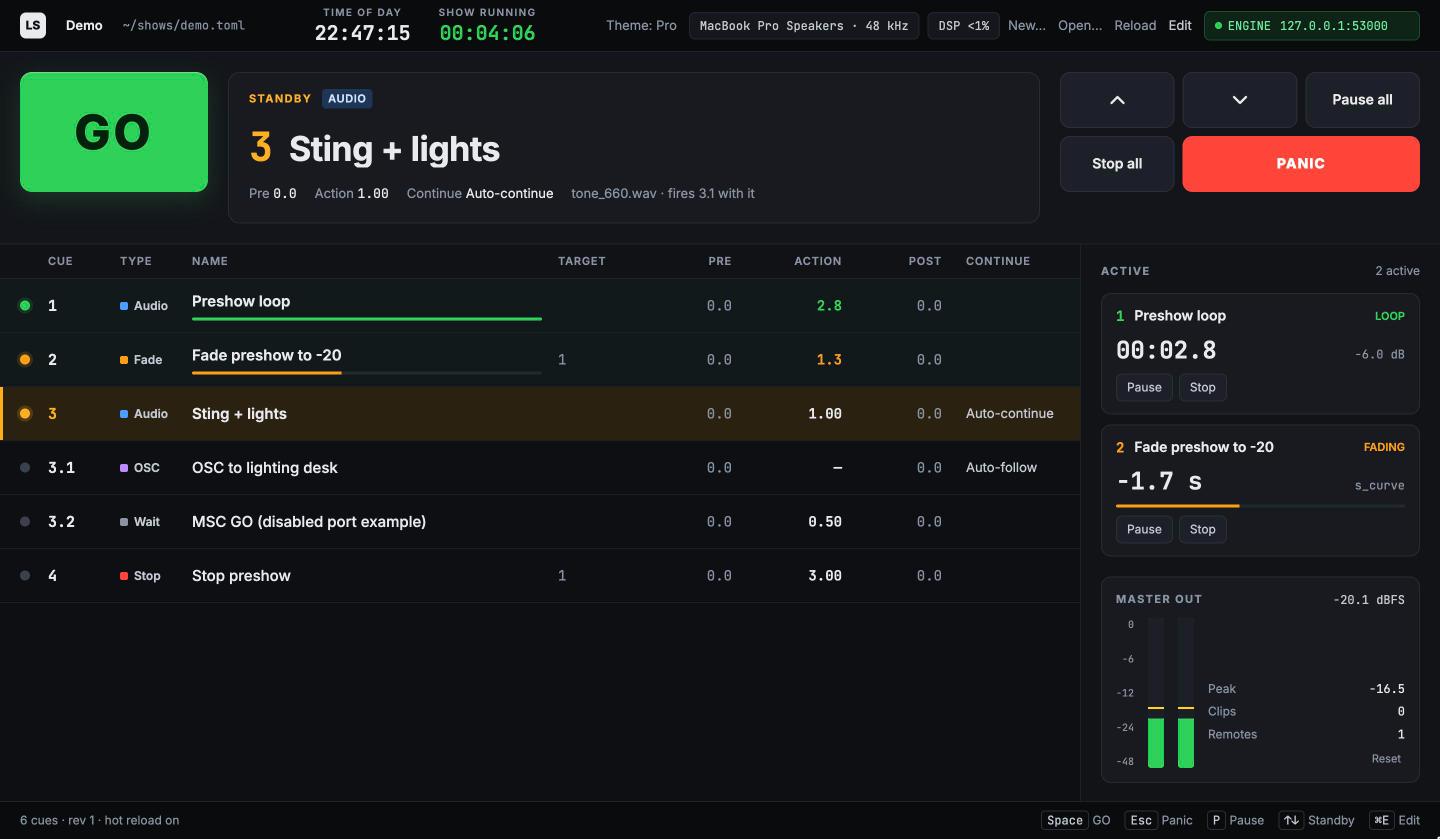 LS Demo ~/shows/demo.toml TIME OF DAY 22:47:15 SHOW RUNNING 00:04:06 Theme: Pro MacBook Pro Speakers · 48 kHz DSP <1% New... Open... Reload Edit ENGINE 127.0.0.1:53000
GO
STANDBY AUDIO
3 Sting + lights
Pre 0.0 Action 1.00 Continue Auto-continue tone_660.wav · fires 3.1 with it
Pause all
Stop all PANIC
CUE TYPE NAME TARGET PRE ACTION POST CONTINUE
1 Audio Preshow loop 0.0 2.8 0.0
2 Fade Fade preshow to -20 1 0.0 1.3 0.0
3 Audio Sting + lights 0.0 1.00 0.0 Auto-continue
3.1 OSC OSC to lighting desk 0.0 — 0.0 Auto-follow
3.2 Wait MSC GO (disabled port example) 0.0 0.50 0.0
4 Stop Stop preshow 1 0.0 3.00 0.0
ACTIVE 2 active
1 Preshow loop LOOP
00:02.8 -6.0 dB
Pause Stop
2 Fade preshow to -20 FADING
-1.7 s s_curve
Pause Stop
MASTER OUT -20.1 dBFS
0
-6
-12
-24
-48
Peak -16.5
Clips 0
Remotes 1
Reset
6 cues · rev 1 · hot reload on Space GO Esc Panic P Pause ↑↓ Standby ⌘E Edit